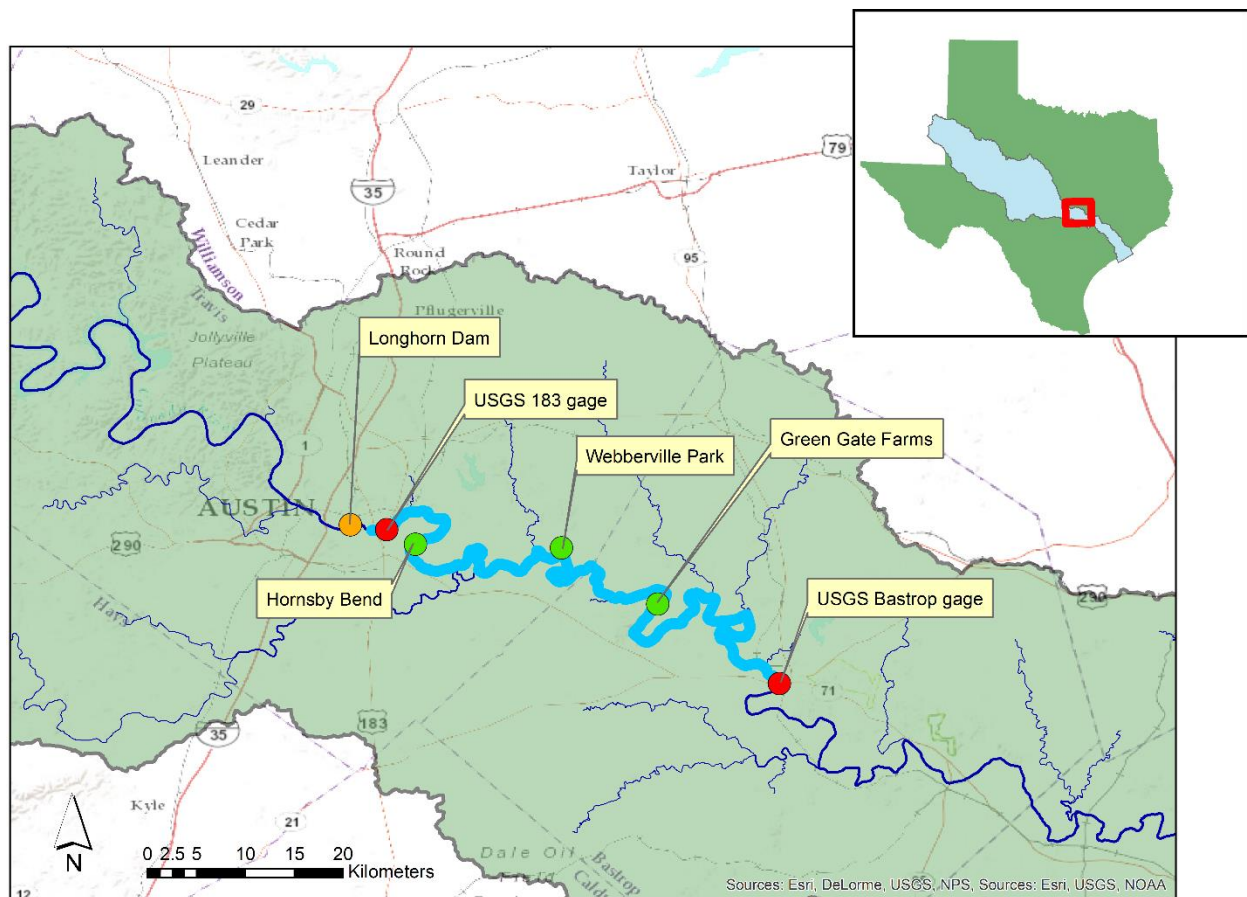 29
Leander
79
35
Taylor
Cedar
Park
Williamson
Travis
Round
Rock
95
Pflugerville
Jollyville
Plateau
Longhorn Dam
USGS 183 gage
Green Gate Farms
1
Webberville Park
AUSTIN
290
Hornsby Bend
USGS Bastrop gage
290
Hays
71
35
183
Kyle
21
N
0 2.5 5 10 15 20
Kilometers
Dale Oil
Bastrop
Sources: Esri, DeLorme, USGS, NPS, Sources: Esri, USGS, NOAA
12